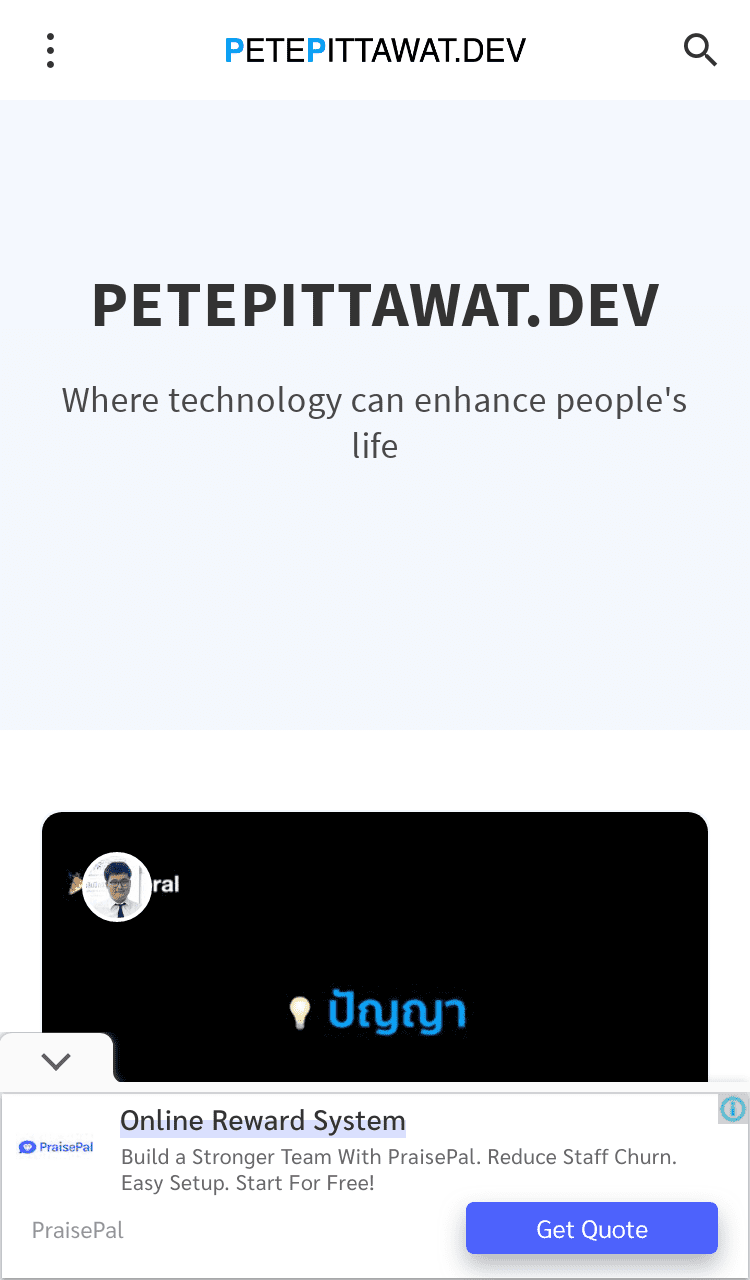 PETEPITTAWAT.DEV
PETEPITTAWAT.DEV
Where technology can enhance people's
life
ral
ปัญญา
Online Reward System
PraisePal
Build a Stronger Team With PraisePal. Reduce Staff Churn.
Easy Setup. Start For Free!
PraisePal
Get Quote